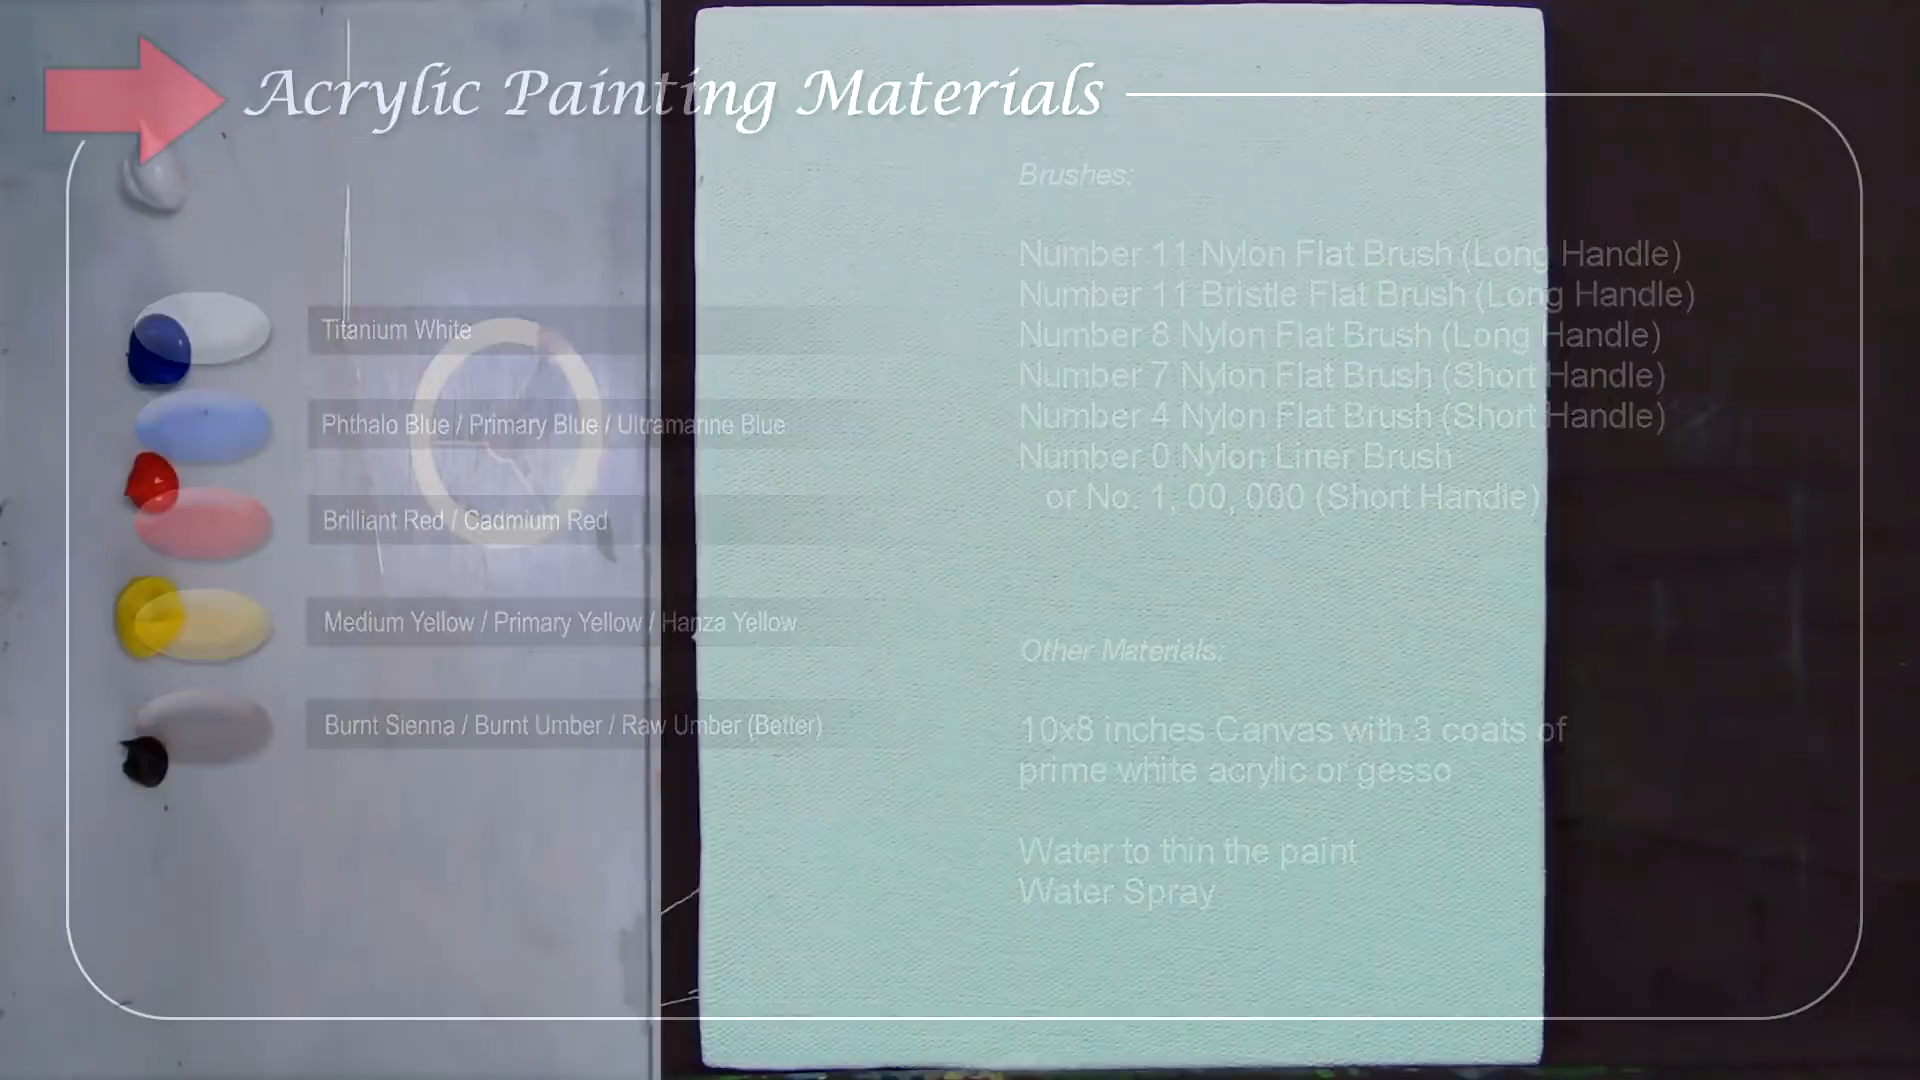 Acrylic Painting Materials
Titanium White
Phthalo Blue / Primary Blue / Ultramarine Blue
Brilliant Red / Cadmium Red
Medium Yellow / Primary Yellow / Hanza Yellow
Burnt Sienna / Burnt Umber / Raw Umber (Better)
Brushes:
Number 11 Nylon Flat Brush (Long Handle)
Number 11 Bristle Flat Brush (Long Handle)
Number 8 Nylon Flat Brush (Long Handle)
Number 7 Nylon Flat Brush (Short Handle)
Number 4 Nylon Flat Brush (Short Handle)
Number 0 Nylon Liner Brush
or No. 1, 00, 000 (Short Handle)
Other Materials:
10x8 inches Canvas with 3 coats of
prime white acrylic or gesso
Water to thin the paint
Water Spray